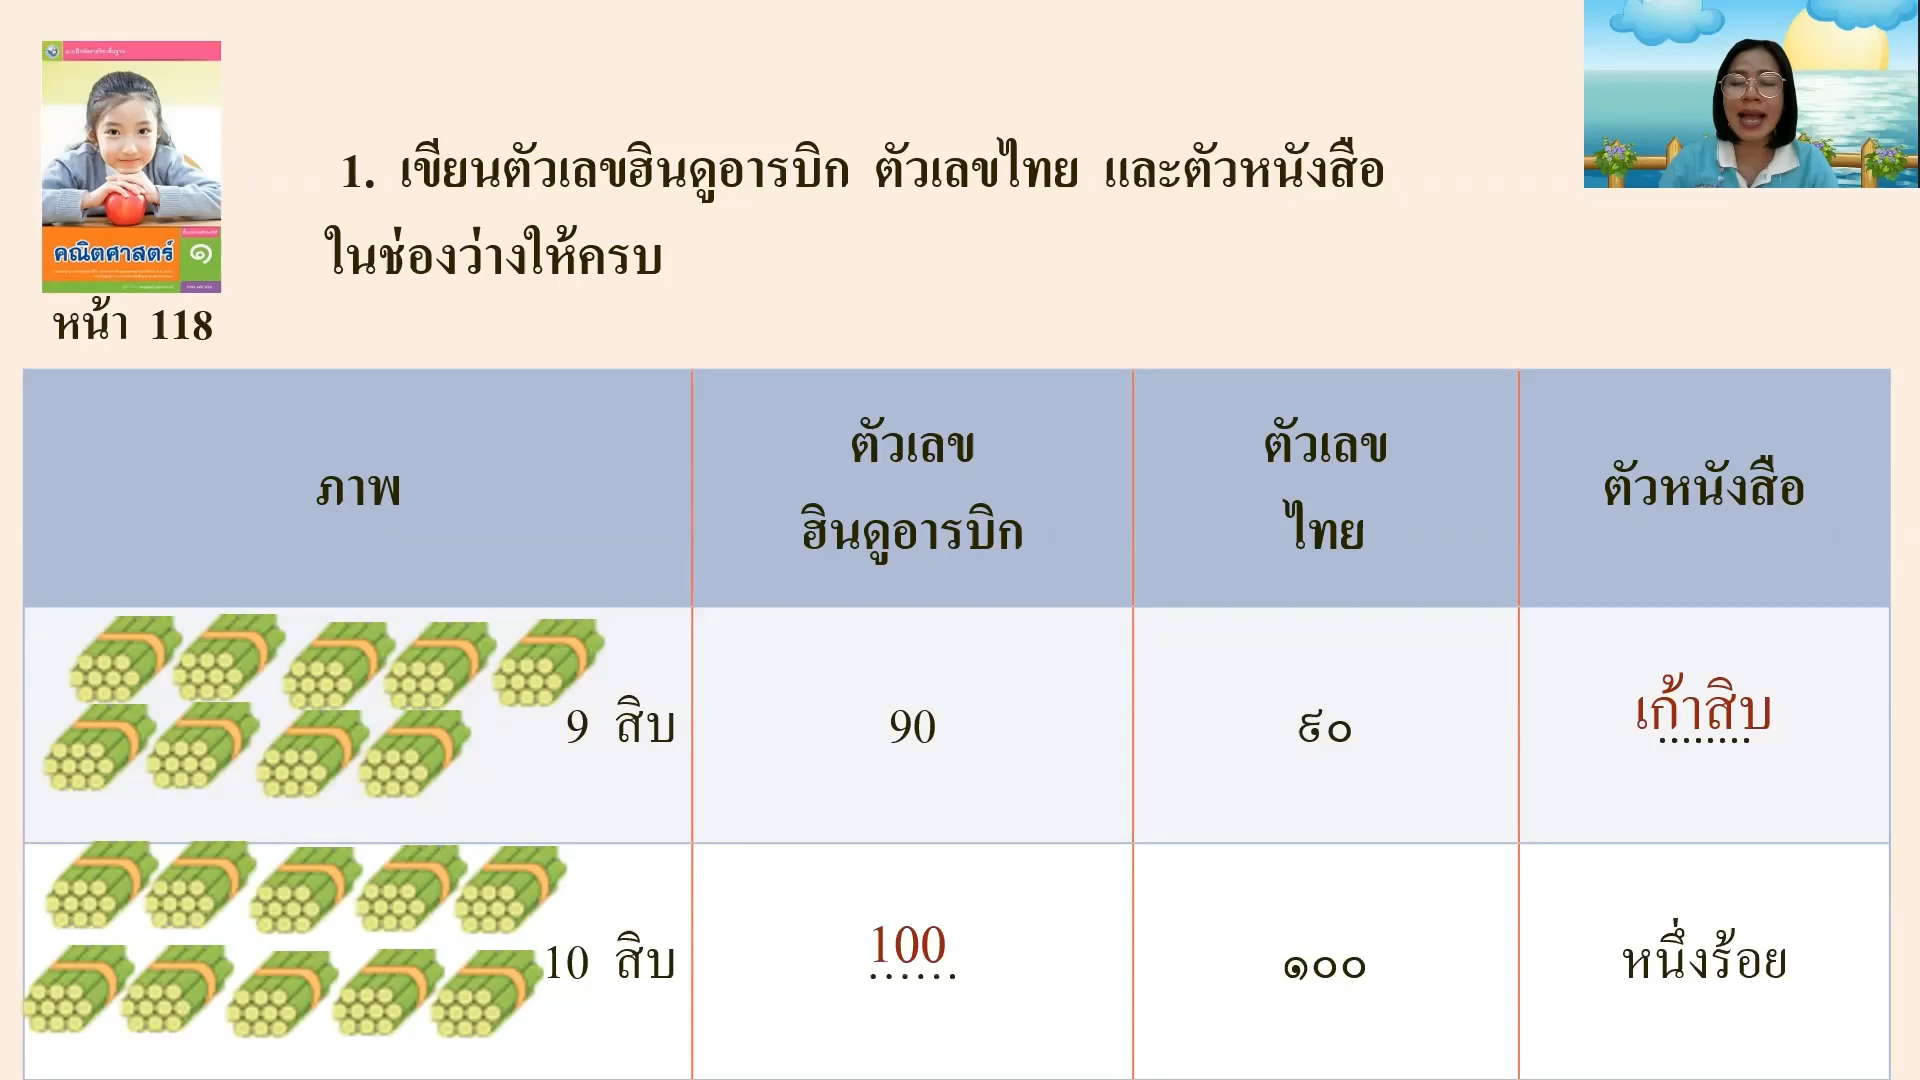 คณิตศาสตร์ ๑
หน้า 118
1. เขียนตัวเลขฮินดูอารบิก ตัวเลขไทย และตัวหนังสือ
ในช่องว่างให้ครบ
ภาพ
ตัวเลข
ฮินดูอารบิก
ตัวเลข
ไทย
ตัวหนังสือ
9 สิบ
90
๙๐
เก้าสิบ
........
10 สิบ
100
......
๑๐๐
หนึ่งร้อย